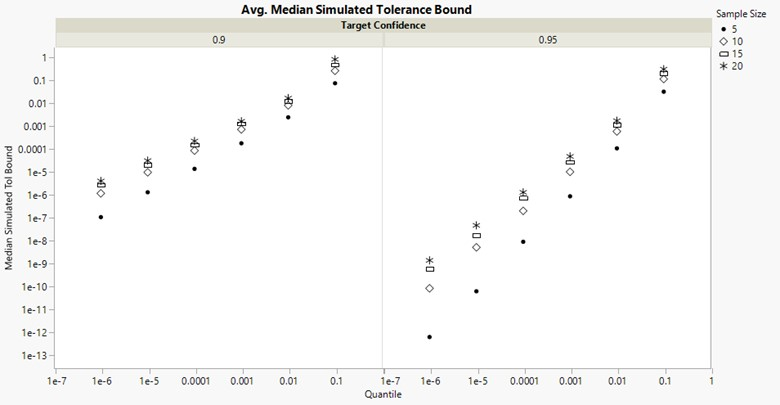 Avg. Median Simulated Tolerance Bound
Target Confidence
0.9 0.95
Sample Size
5
10
15
20
Median Simulated Tol Bound
1
0.1
0.01
0.001
0.0001
1e-5
1e-6
1e-7
1e-8
1e-9
1e-10
1e-11
1e-12
1e-13
1e-7 1e-6 1e-5 0.0001 0.001 0.01 0.1 1e-7 1e-6 1e-5 0.0001 0.001 0.01 0.1 1
Quantile